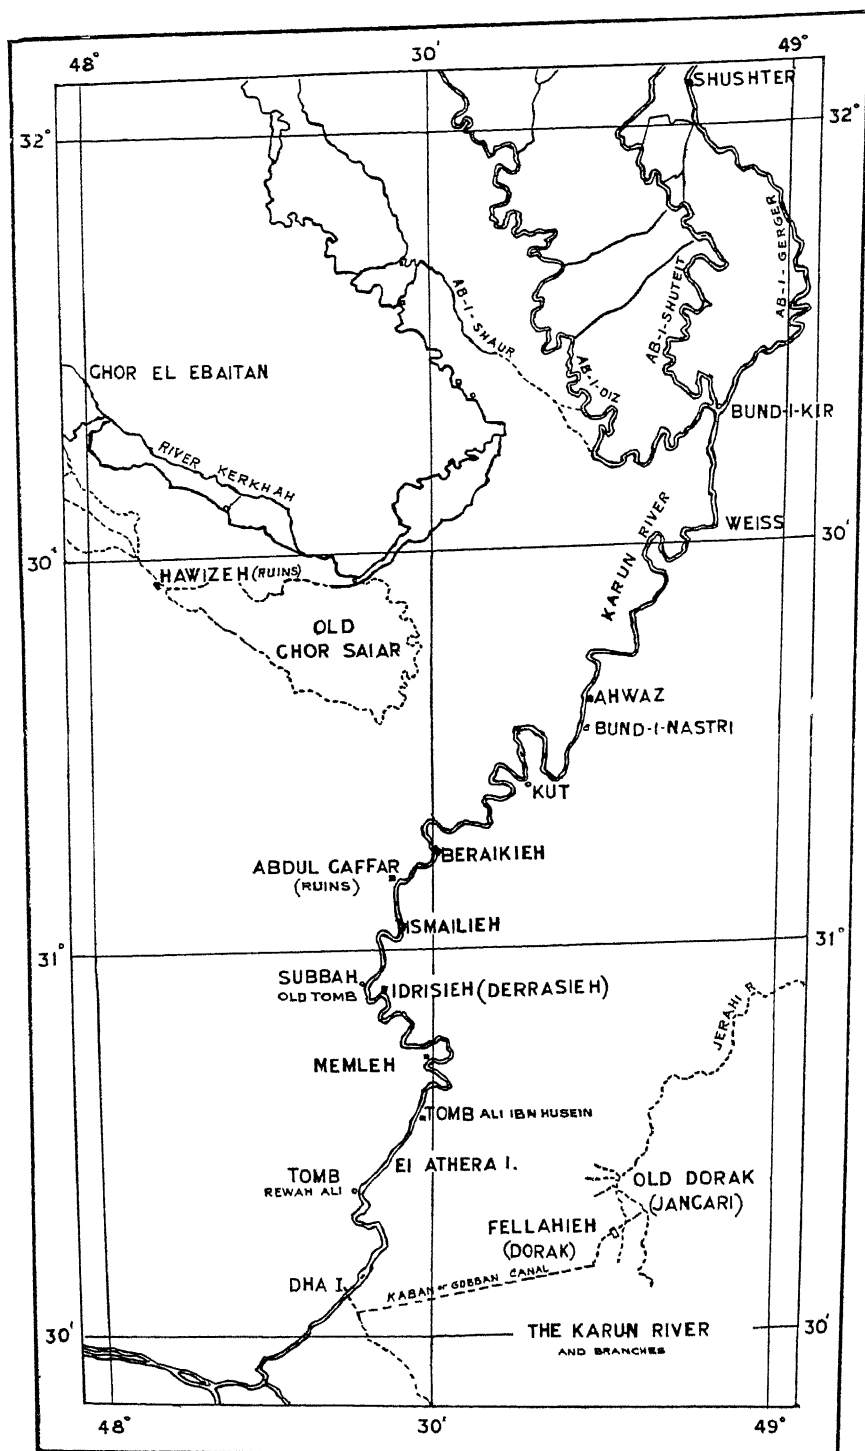 48°
30'
49°
SHUSHTER
32°
32°
AB-I-SHAUR
AB-I-SHUTEIT
AB-I-GERGER
GHOR EL EBAITAN
AB-I-DIZ
BUND-I-KIR
RIVER KERKHAH
WEISS
30'
30'
KARUN RIVER
HAWIZEH (RUINS)
OLD
GHOR SAIAR
AHWAZ
BUND-I-NASTRI
KUT
BERAIKIEH
ABDUL GAFFAR
(RUINS)
ISMAILIEH
31°
31°
SUBBAH
OLD TOMB
IDRISIEH (DERRASIEH)
JERAHI R
MEMLEH
TOMB ALI IBN HUSEIN
El ATHERA I.
TOMB
REWAH ALI
OLD DORAK
(JANGARI)
FELLAHIEH
(DORAK)
DHA I.
KABAN or GOBBAN CANAL
30'
30'
THE KARUN RIVER
AND BRANCHES
48°
30'
49°